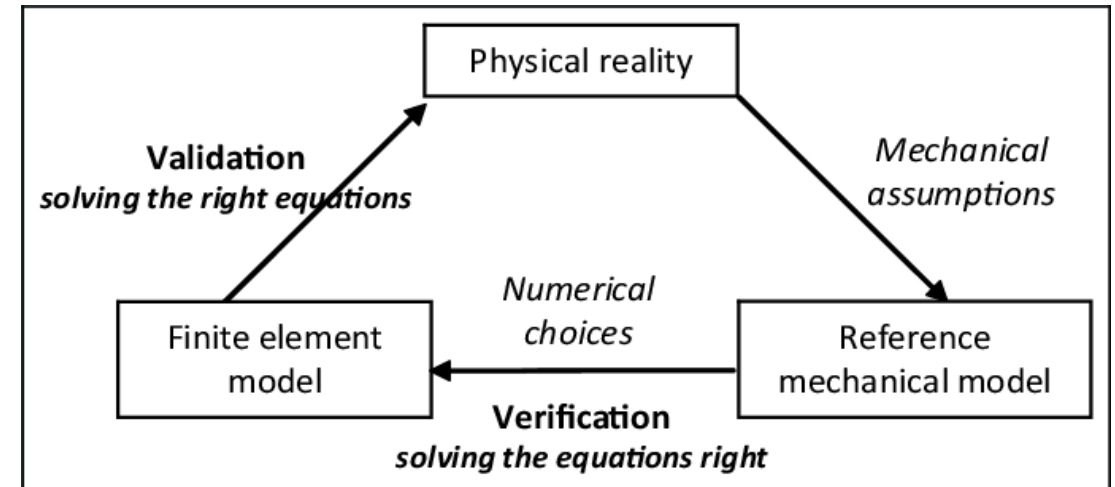 Physical reality
Validation
solving the right equations
Mechanical
assumptions
Numerical
choices
Finite element
model
Reference
mechanical model
Verification
solving the equations right